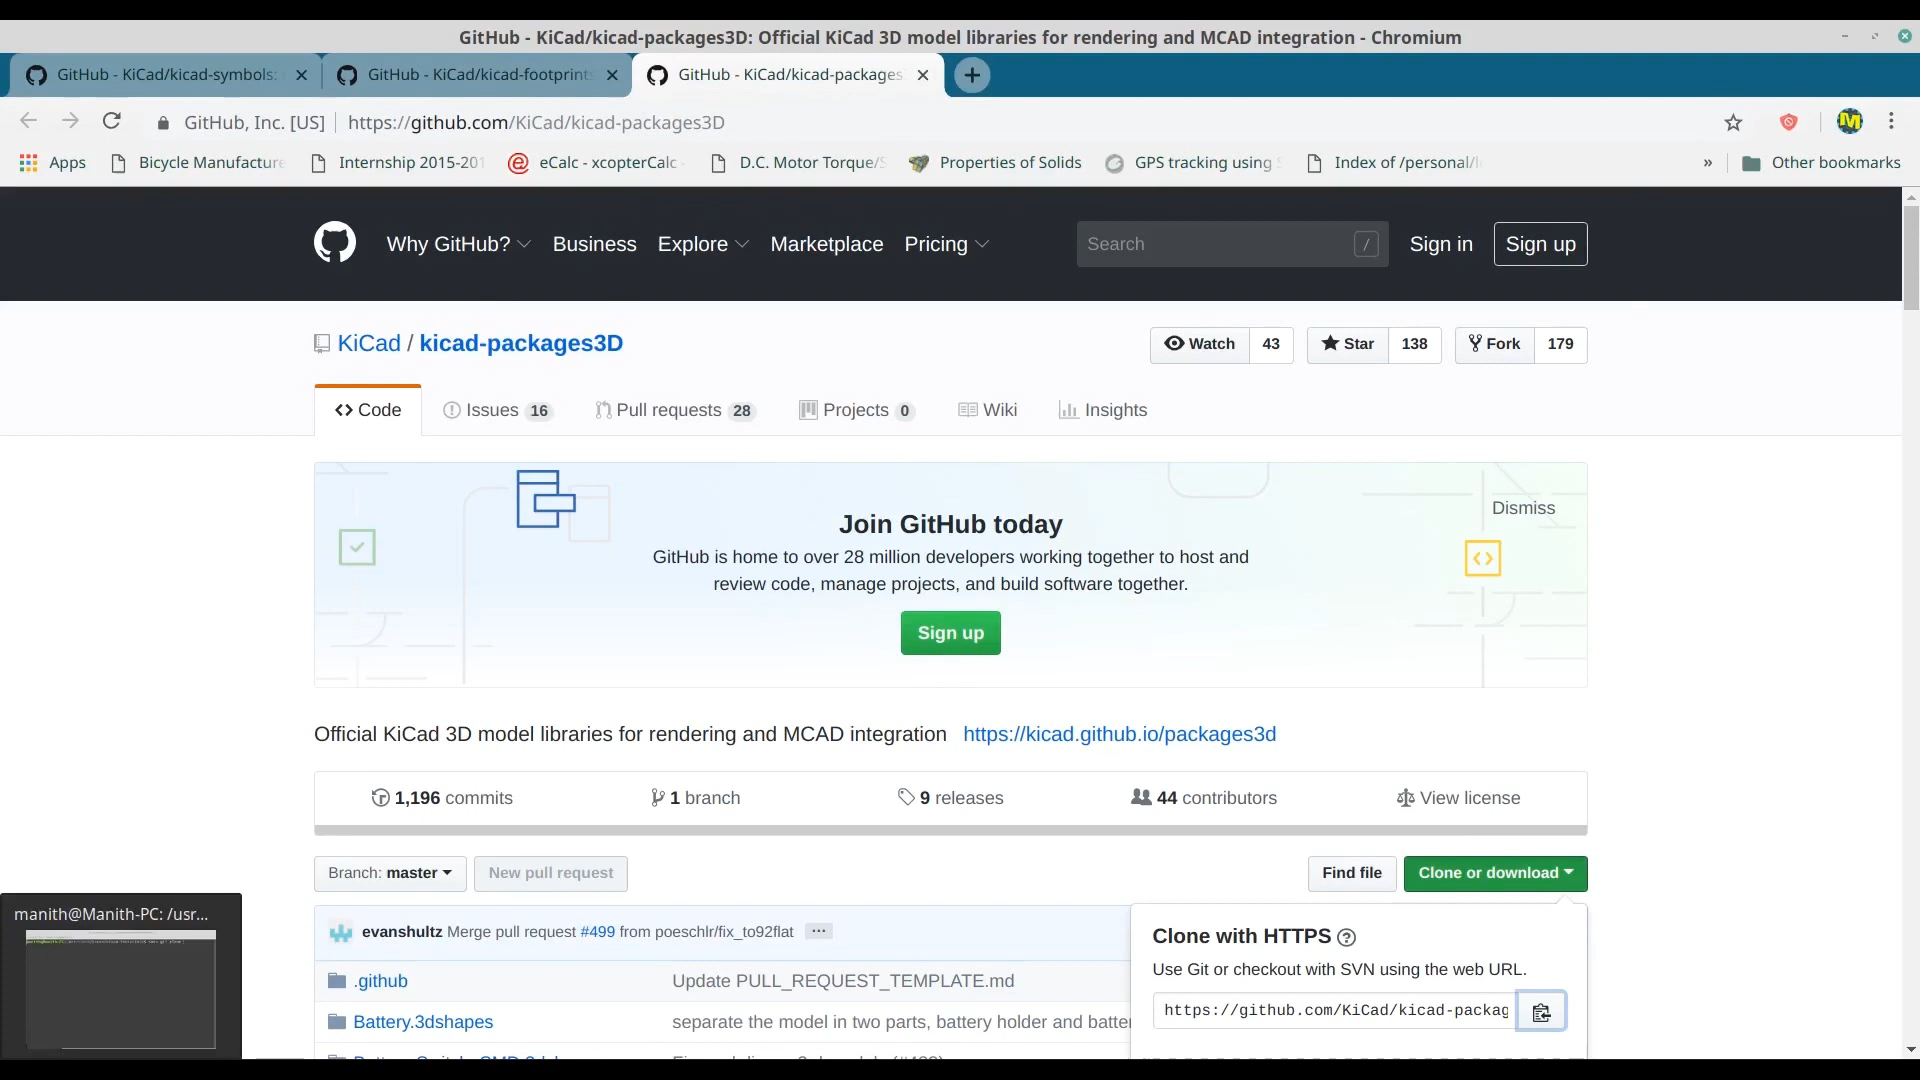 GitHub - KiCad/kicad-packages3D: Official KiCad 3D model libraries for rendering and MCAD integration - Chromium
GitHub - KiCad/kicad-symbols:
GitHub - KiCad/kicad-footprints
GitHub - KiCad/kicad-packages
GitHub, Inc. [US]
https://github.com/KiCad/kicad-packages3D
Apps
Bicycle Manufacture
Internship 2015-201
eCalc - xcopterCalc
D.C. Motor Torque/S
Properties of Solids
GPS tracking using
Index of /personal/
»
Other bookmarks
Why GitHub?
Business
Explore
Marketplace
Pricing
Search
/
Sign in
Sign up
KiCad / kicad-packages3D
Watch 43
Star 138
Fork 179
Code
Issues 16
Pull requests 28
Projects 0
Wiki
Insights
Dismiss
Join GitHub today
GitHub is home to over 28 million developers working together to host and
review code, manage projects, and build software together.
Sign up
Official KiCad 3D model libraries for rendering and MCAD integration https://kicad.github.io/packages3d
1,196 commits
1 branch
9 releases
44 contributors
View license
Branch: master
New pull request
Find file
Clone or download
evanshultz Merge pull request #499 from poeschlr/fix_to92flat ...
.github
Update PULL_REQUEST_TEMPLATE.md
Battery.3dshapes
separate the model in two parts, battery holder and batte
Clone with HTTPS
Use Git or checkout with SVN using the web URL.
https://github.com/KiCad/kicad-packag
manith@Manith-PC: /usr...